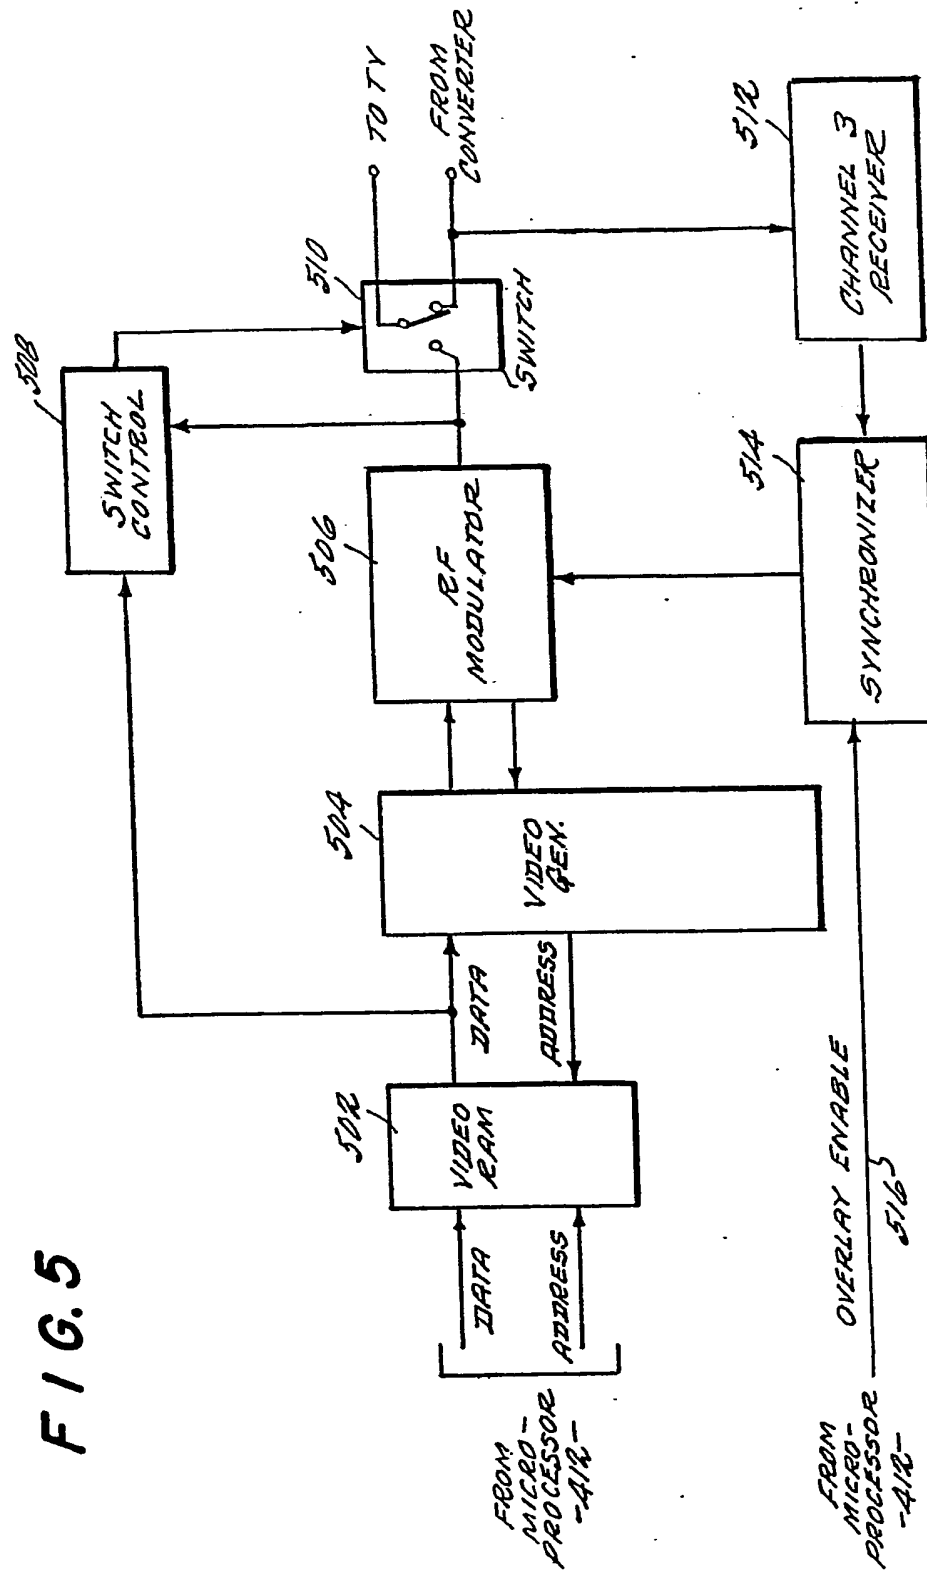 FIG. 5
FROM
MICRO-
PROCESSOR
-412-
DATA
ADDRESS
502
VIDEO
RAM
DATA
ADDRESS
504
VIDEO
GEN.
506
RF
MODULATOR
508
SWITCH
CONTROL
510
SWITCH
TO TV
FROM
CONVERTER
512
CHANNEL 3
RECEIVER
514
SYNCHRONIZER
FROM
MICRO-
PROCESSOR
-412-
OVERLAY ENABLE
516